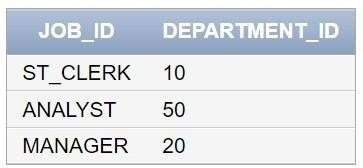 JOB_ID DEPARTMENT_ID
ST_CLERK 10
ANALYST 50
MANAGER 20